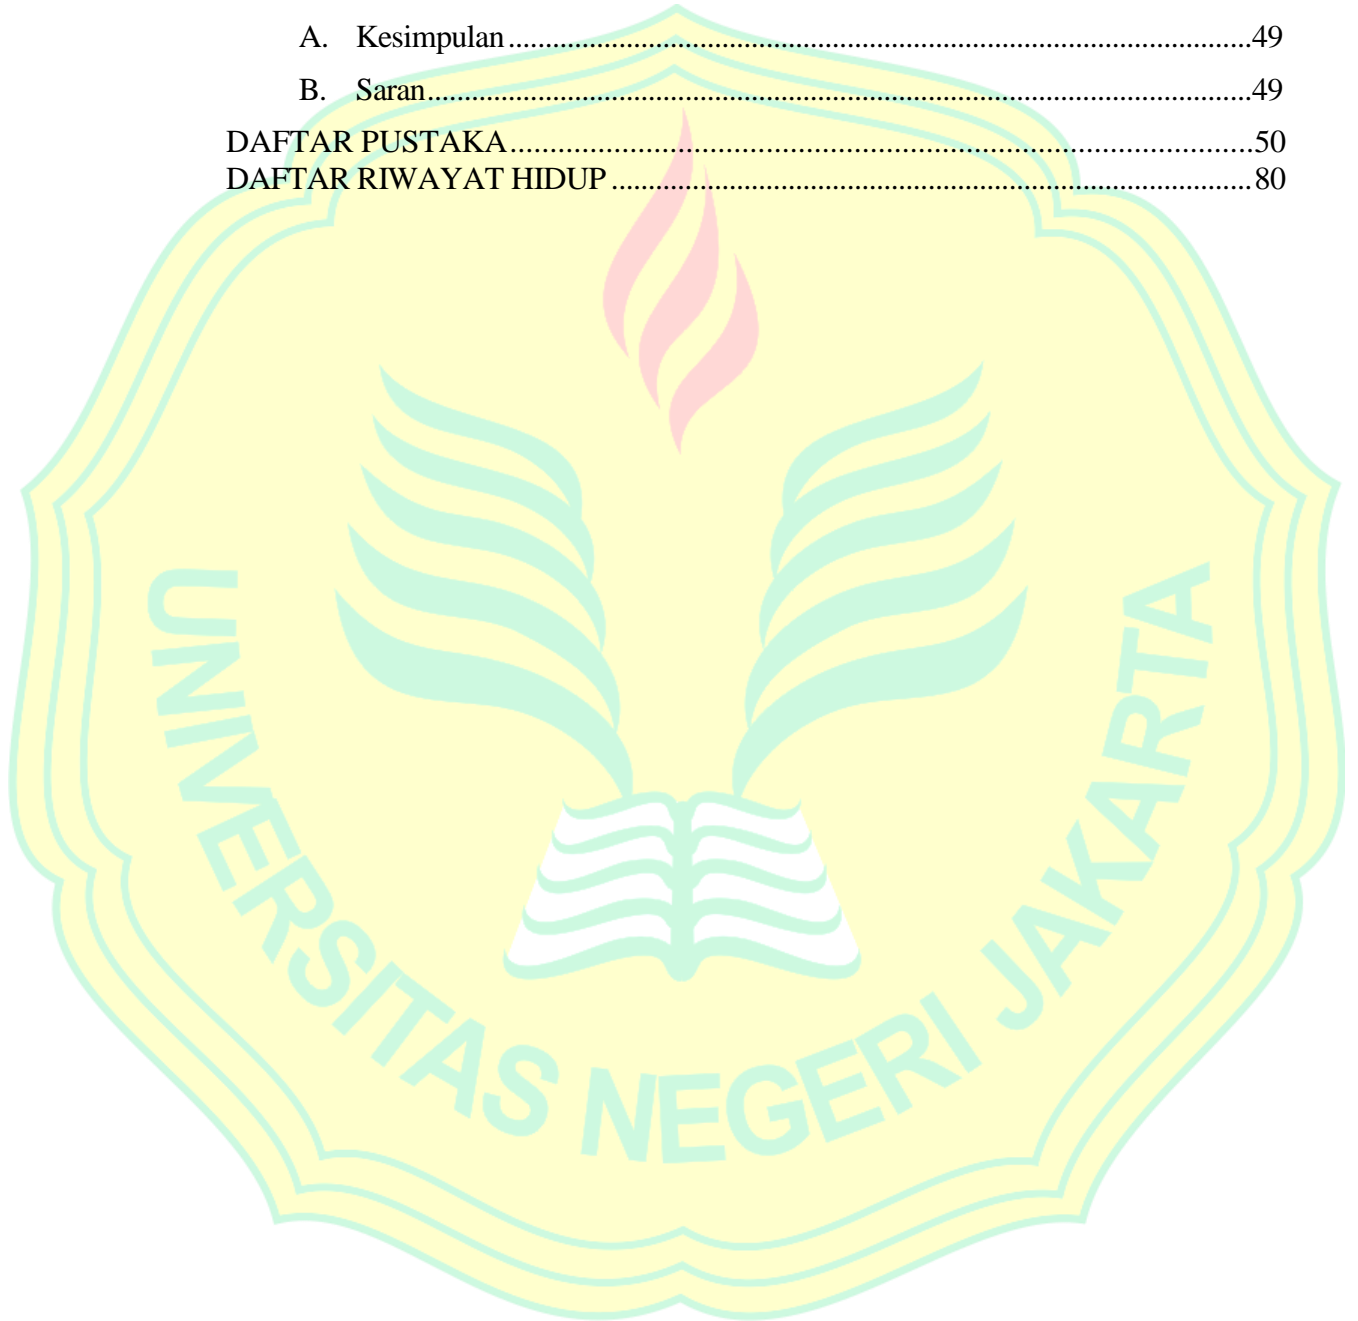 A. Kesimpulan ........................................................................................... 49
B. Saran ..................................................................................................... 49
DAFTAR PUSTAKA ........................................................................................... 50
DAFTAR RIWAYAT HIDUP ............................................................................... 80
UNIVERSITAS NEGERI JAKARTA